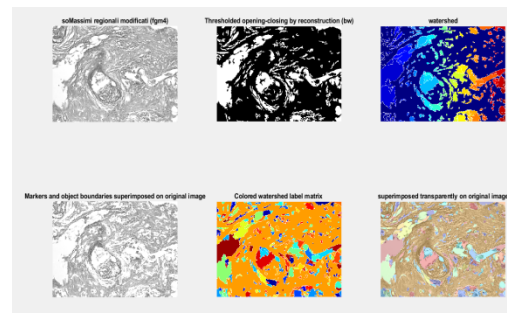 soMassimi regionali modificati (fgm4)
Thresholded opening-closing by reconstruction (bw)
watershed
Markers and object boundaries superimposed on original image
Colored watershed label matrix
superimposed transparently on original image